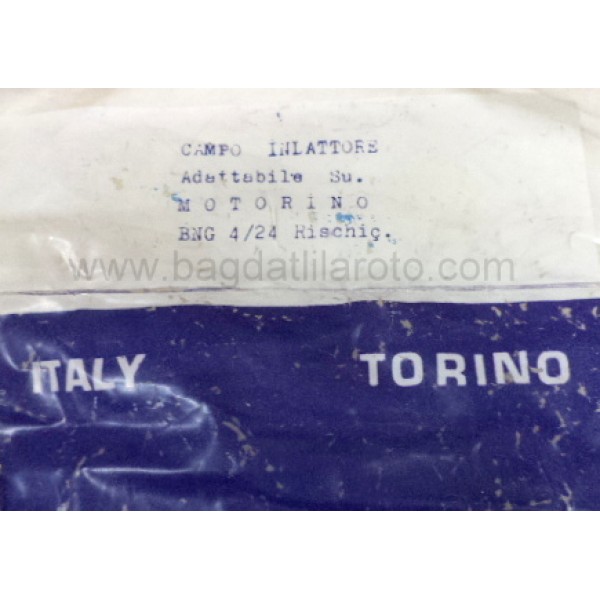 CAMPO INLATTORE
Adattabile Su.
MOTORINO
BNG 4/24 Rischiç.
www.bagdatlilaroto.com
ITALY TORINO